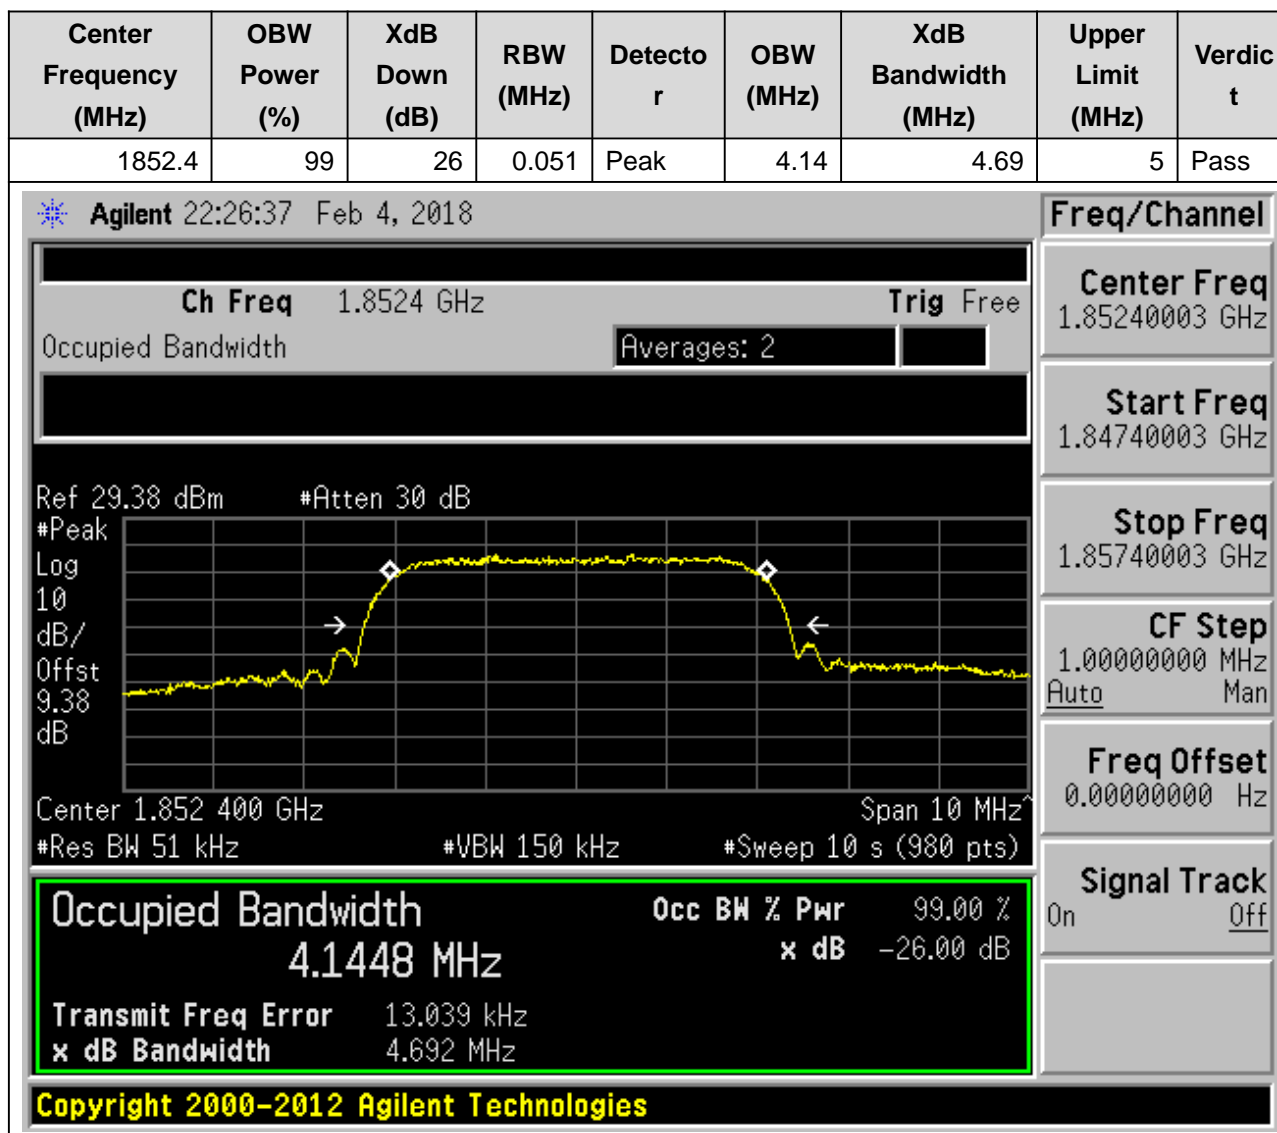 Center Frequency (MHz) OBW Power (%) XdB Down (dB) RBW (MHz) Detecto r OBW (MHz) XdB Bandwidth (MHz) Upper Limit (MHz) Verdic t
1852.4 99 26 0.051 Peak 4.14 4.69 5 Pass
Agilent 22:26:37 Feb 4, 2018
Freq/Channel
Ch Freq 1.8524 GHz Trig Free
Occupied Bandwidth Averages: 2
Center Freq
1.85240003 GHz
Start Freq
1.84740003 GHz
Stop Freq
1.85740003 GHz
CF Step
1.00000000 MHz
Auto Man
Freq Offset
0.00000000 Hz
Signal Track
On Off
Ref 29.38 dBm #Atten 30 dB
#Peak
Log
10
dB/
Offst
9.38
dB
Center 1.852 400 GHz Span 10 MHz^
#Res BW 51 kHz #VBW 150 kHz #Sweep 10 s (980 pts)
Occupied Bandwidth Occ BW % Pwr 99.00 %
4.1448 MHz x dB -26.00 dB
Transmit Freq Error 13.039 kHz
x dB Bandwidth 4.692 MHz
Copyright 2000-2012 Agilent Technologies